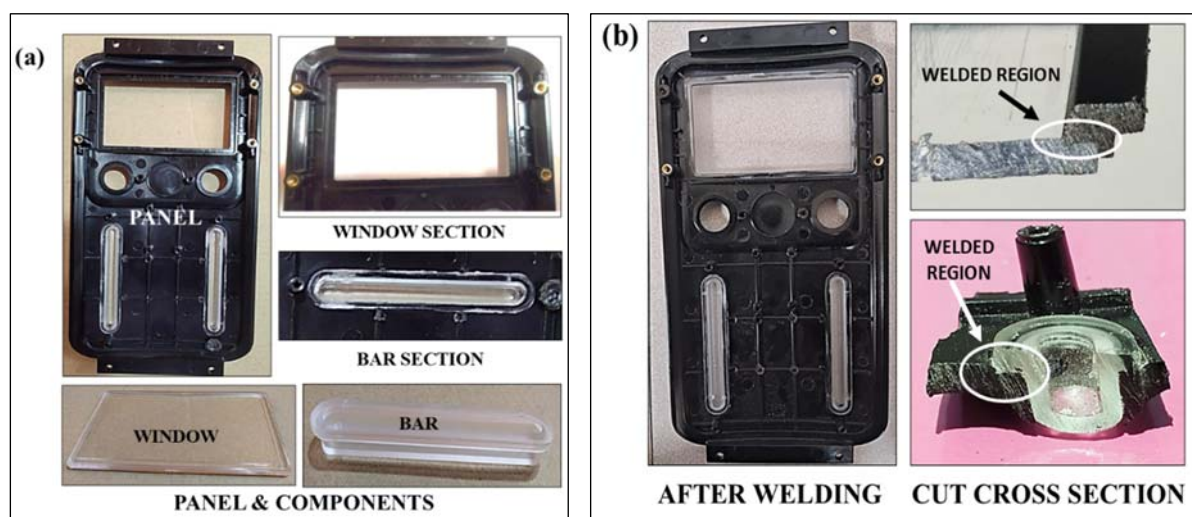 (a)
PANEL
WINDOW SECTION
BAR SECTION
WINDOW
BAR
PANEL & COMPONENTS
(b)
WELDED REGION
WELDED
REGION
AFTER WELDING
CUT CROSS SECTION